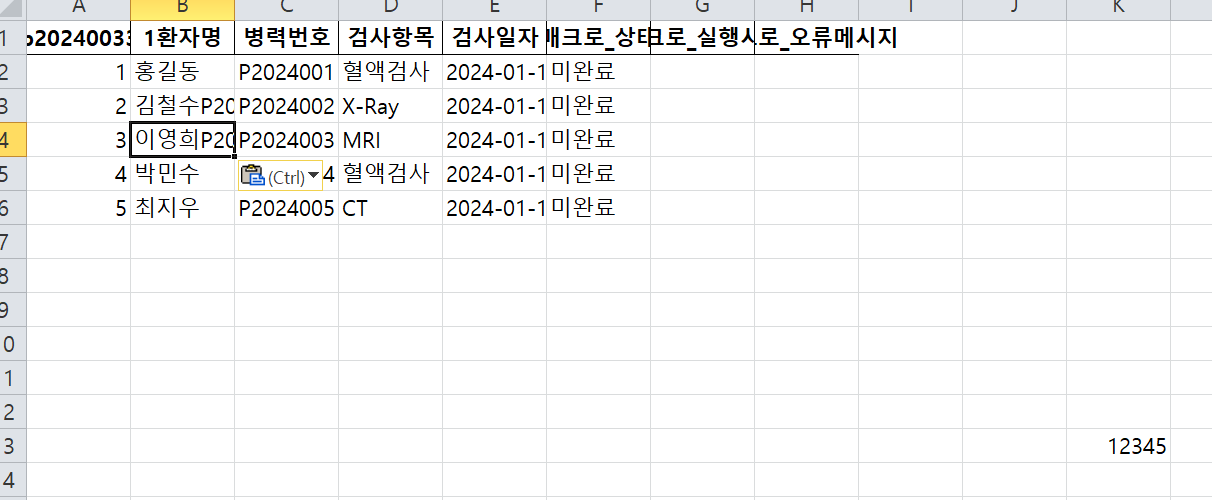 A B C D E F G H I J K
1 p20240033 1환자명 병력번호 검사항목 검사일자 매크로_상태 크로_실행시 로_오류메시지
2 1 홍길동 P2024001 혈액검사 2024-01-1 미완료
3 2 김철수P20 P2024002 X-Ray 2024-01-1 미완료
4 3 이영희P20 P2024003 MRI 2024-01-1 미완료
5 4 박민수 (Ctrl) 4 혈액검사 2024-01-1 미완료
6 5 최지우 P2024005 CT 2024-01-1 미완료
7
8
9
0
1
2
3 12345
4